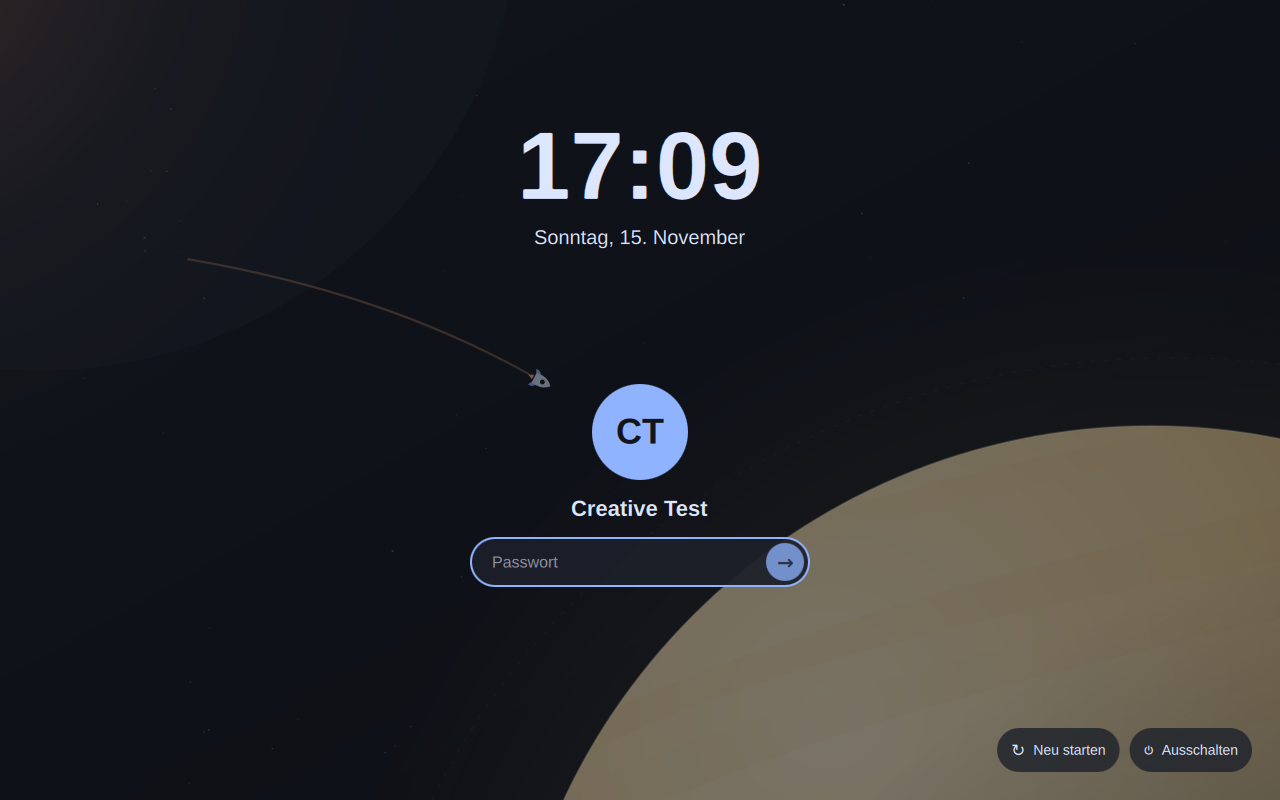 17:09
Sonntag, 15. November
CT
Creative Test
Passwort
Neu starten
Ausschalten